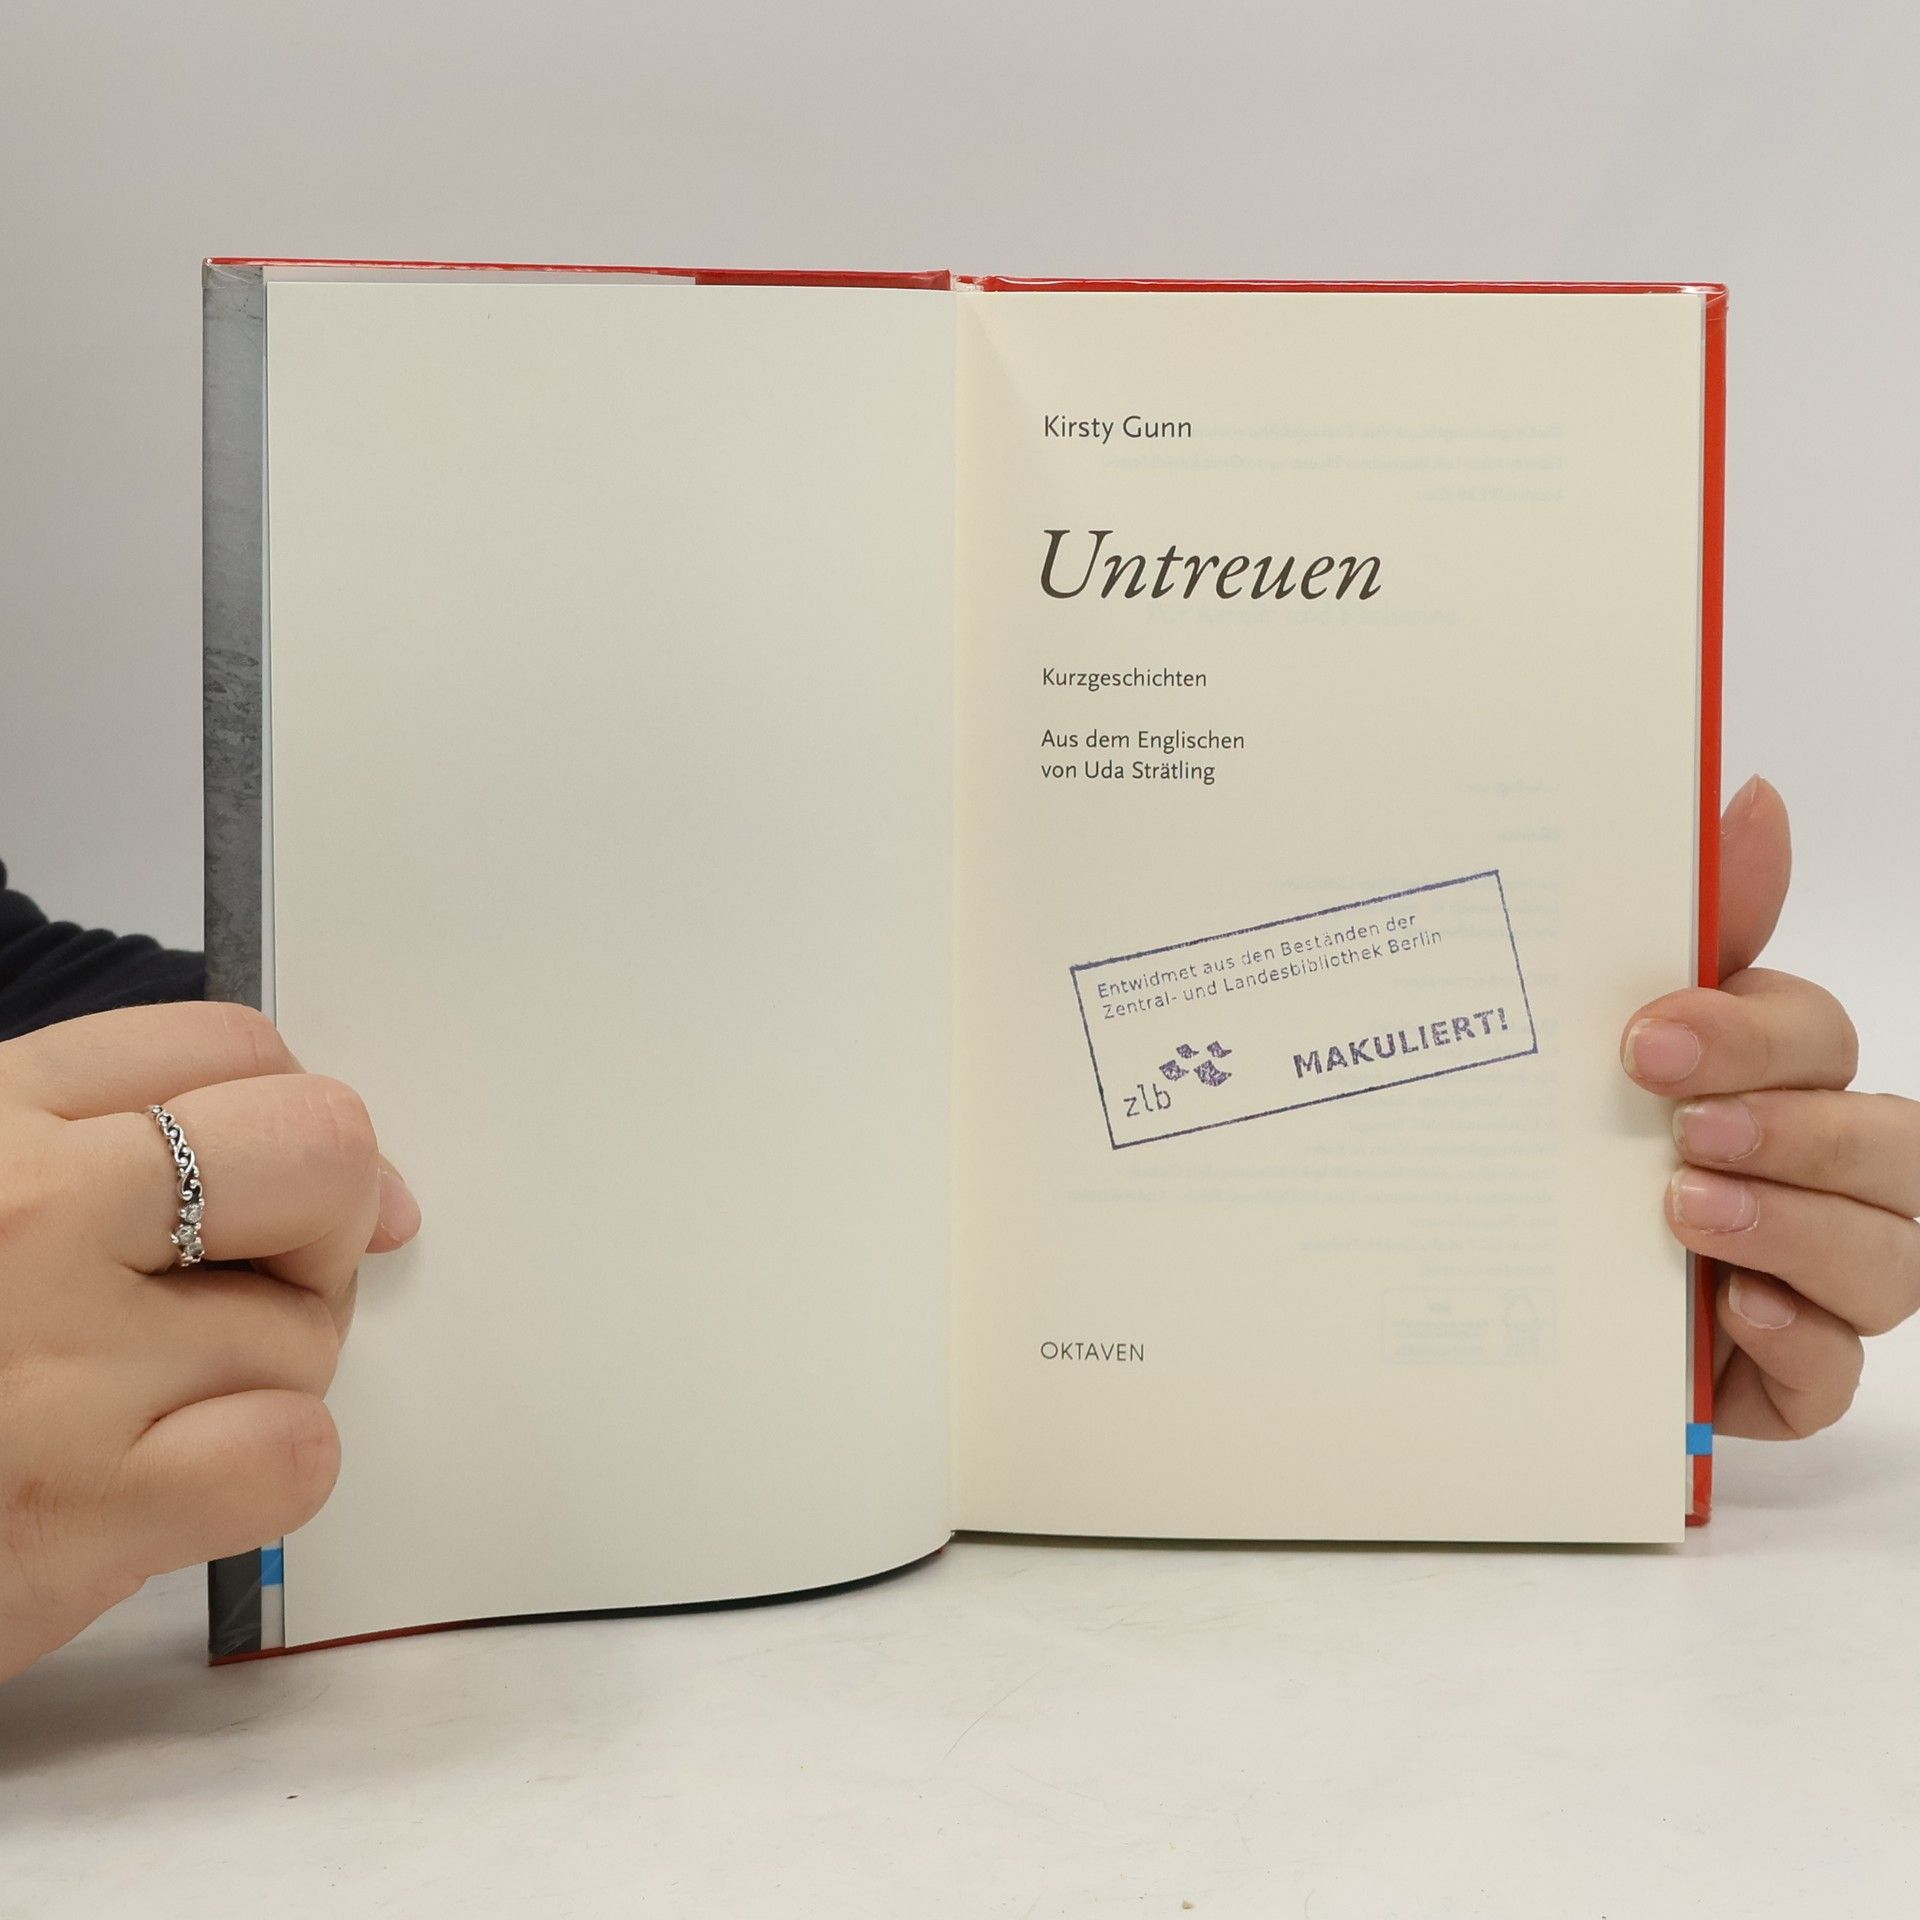 Kirsty Gunn
Untreuen
Kurzgeschichten
Aus dem Englischen
von Uda Strätling
Entwidmet aus den Beständen der
Zentral- und Landesbibliothek Berlin
zlb MAKULIERT!
OKTAVEN